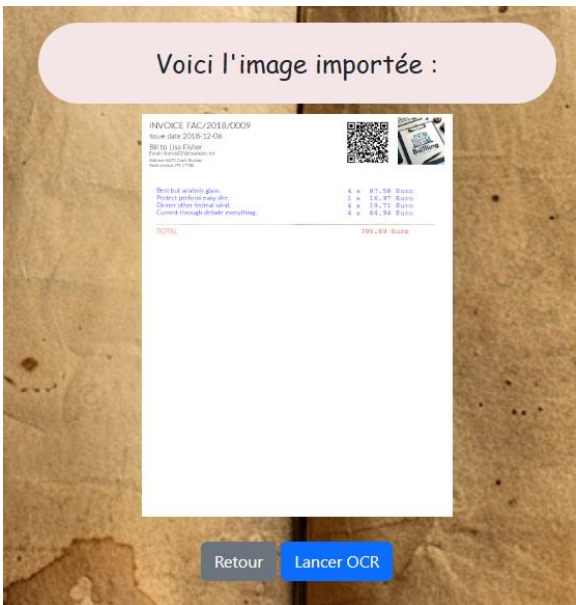 Voici l'image importée :
INVOICE FAC/2018/0009
Issue date 2018-12-06
Bill to Lisa Fisher
Best but analysis glass. 4 x 87.58 Euro
Protect perform easy she. 1 x 16.97 Euro
Dinner other federal wind. 4 x 19.71 Euro
Current through debate everything. 4 x 64.94 Euro
TOTAL 705.89 Euro
Retour Lancer OCR